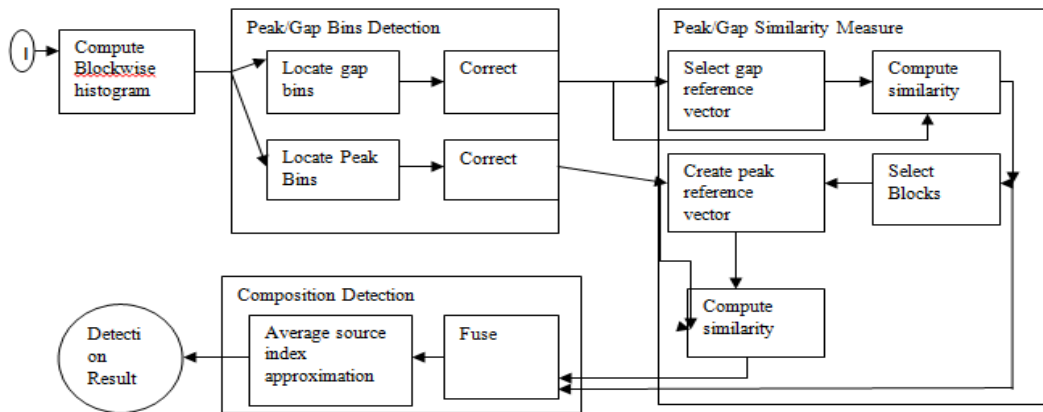 I
Compute
Blockwise
histogram
Peak/Gap Bins Detection
Locate gap
bins
Correct
Locate Peak
Bins
Correct
Peak/Gap Similarity Measure
Select gap
reference
vector
Compute
similarity
Create peak
reference
vector
Select
Blocks
Compute
similarity
Composition Detection
Fuse
Average source
index
approximation
Detecti
on
Result